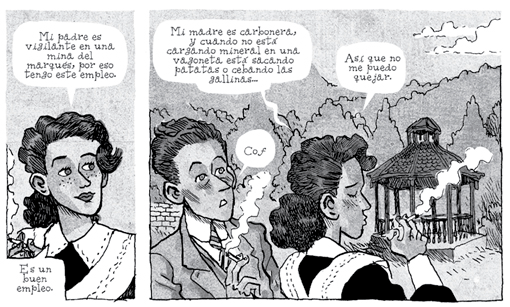 Mi padre es
vigilante en una
mina del
marqués, por eso
tengo este empleo.
Es un
buen
empleo.
Mi madre es carbonera,
y cuando no está
cargando mineral en una
vagoneta está sacando
patatas o cebando las
gallinas...
Cof
Así que no
me puedo
quejar.